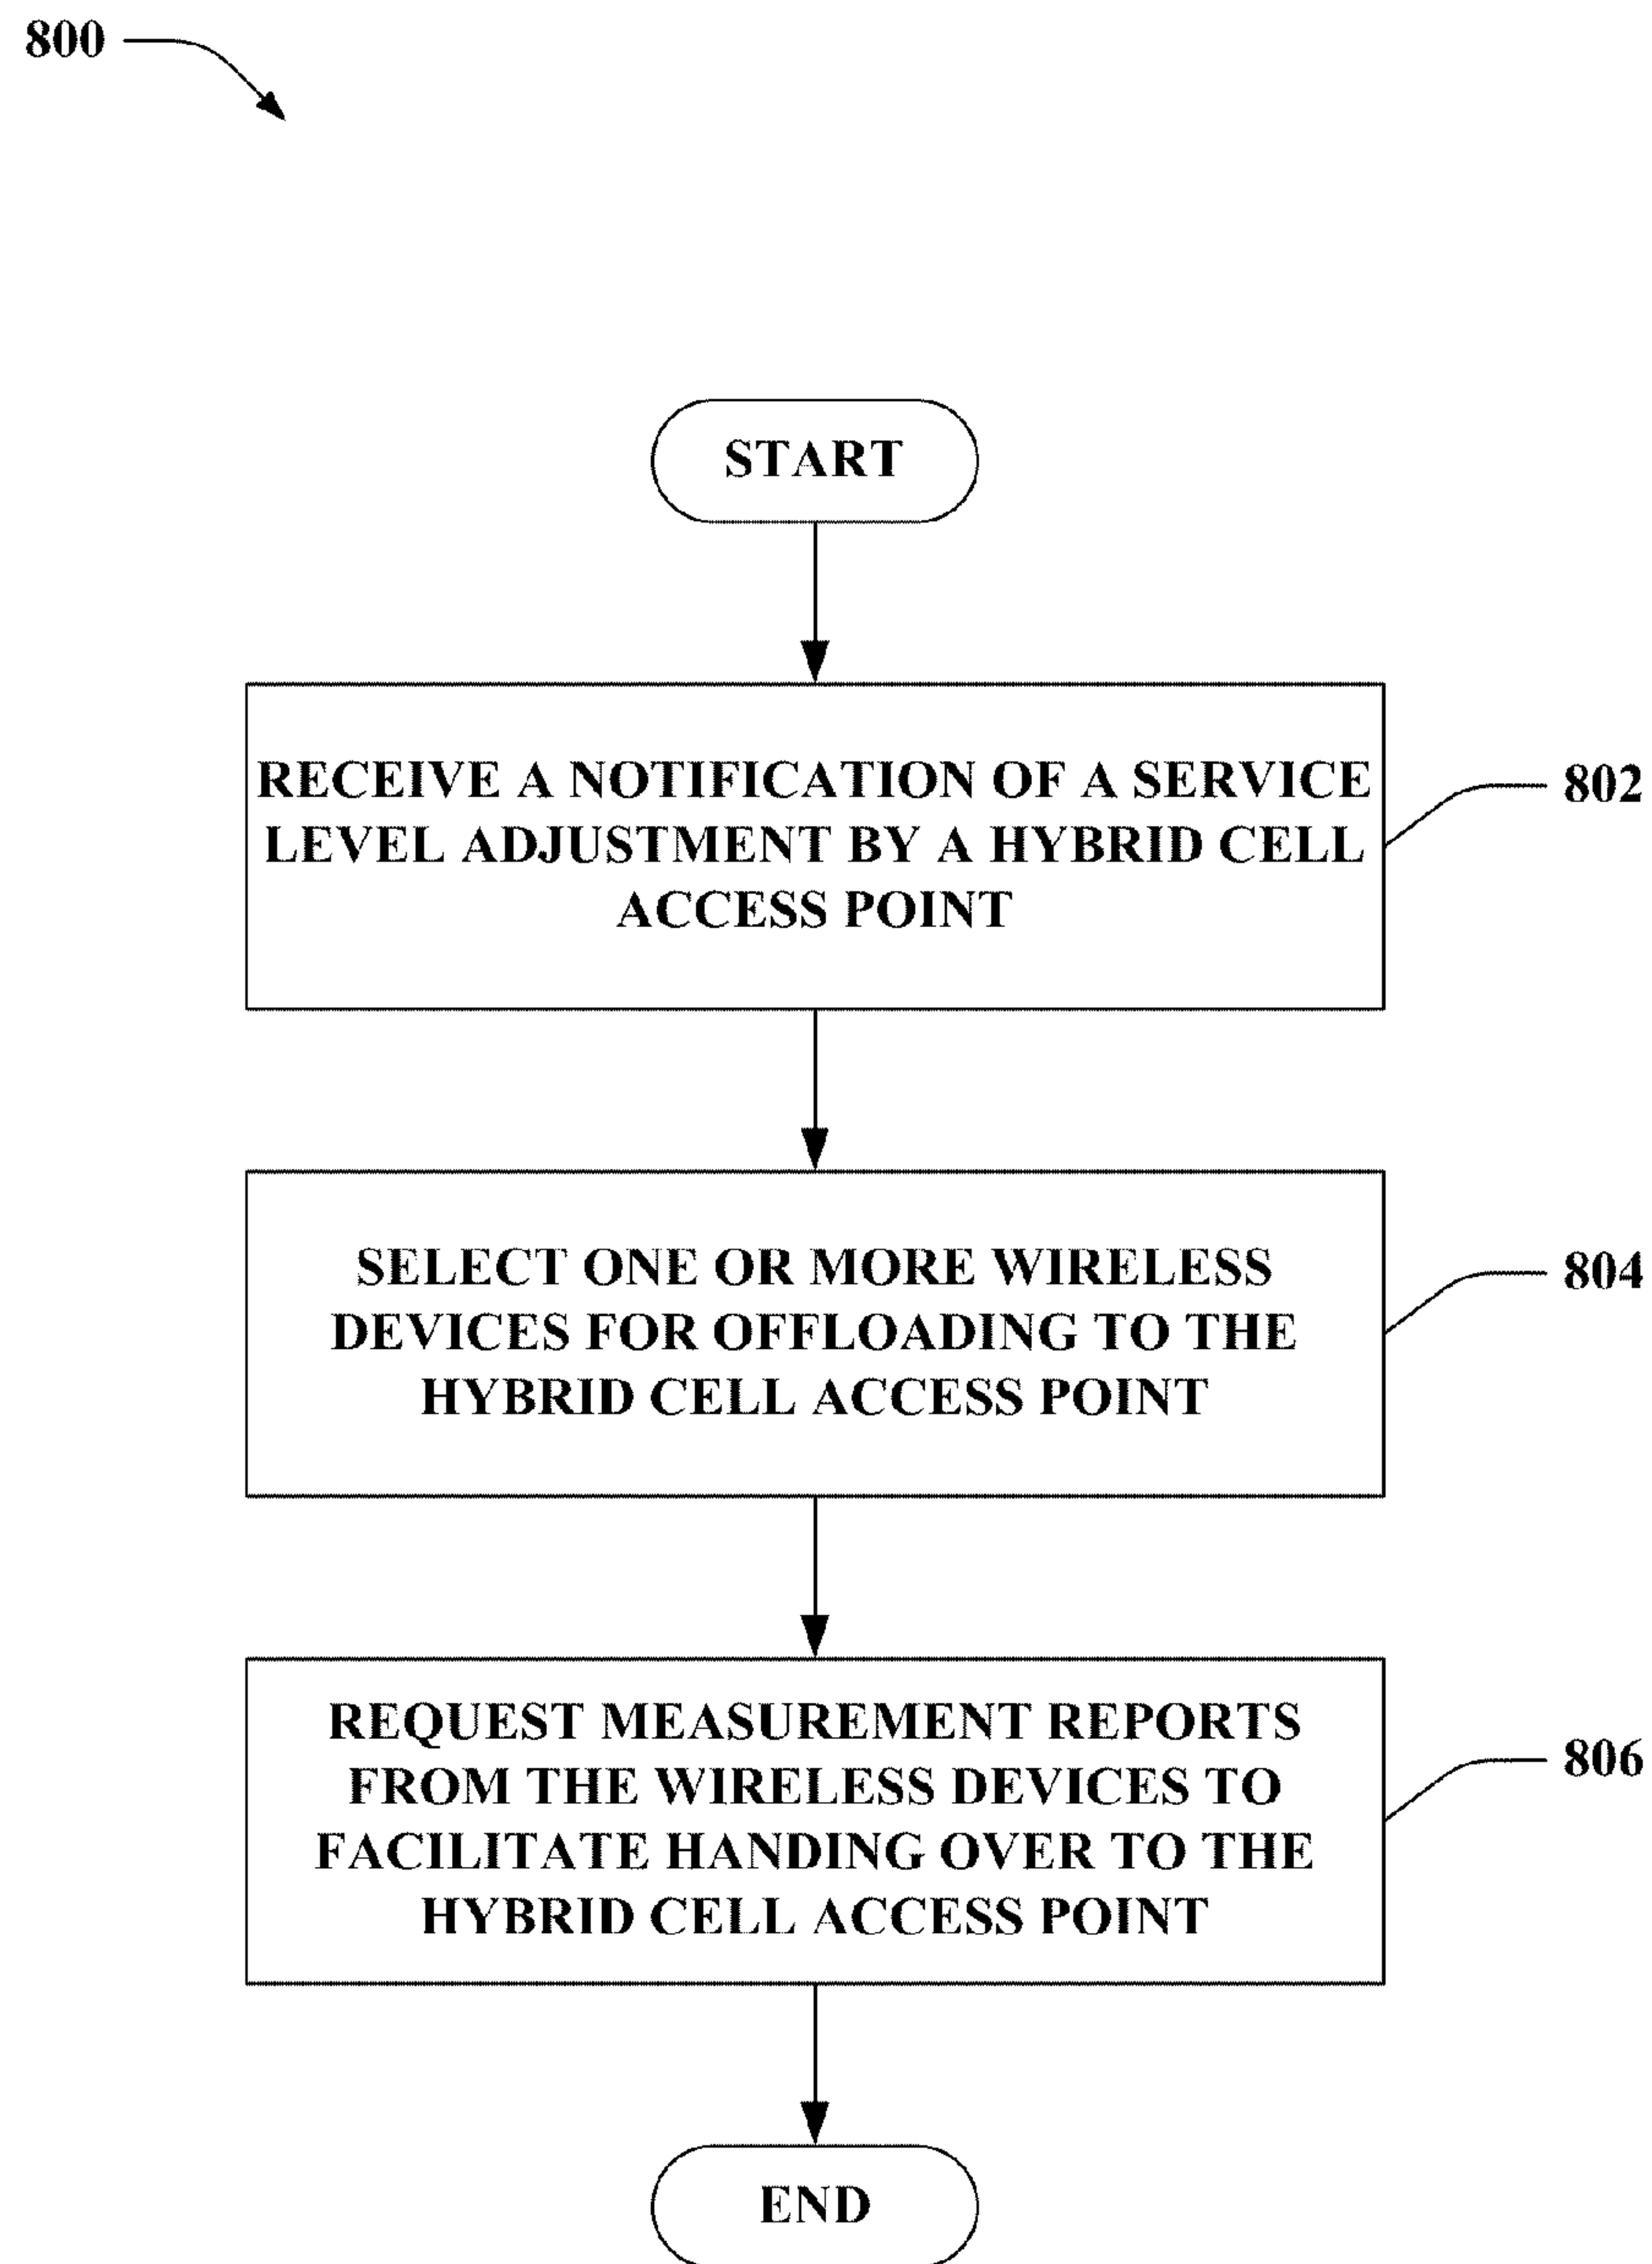 800
START
RECEIVE A NOTIFICATION OF A SERVICE
LEVEL ADJUSTMENT BY A HYBRID CELL
ACCESS POINT
802
SELECT ONE OR MORE WIRELESS
DEVICES FOR OFFLOADING TO THE
HYBRID CELL ACCESS POINT
804
REQUEST MEASUREMENT REPORTS
FROM THE WIRELESS DEVICES TO
FACILITATE HANDING OVER TO THE
HYBRID CELL ACCESS POINT
806
END